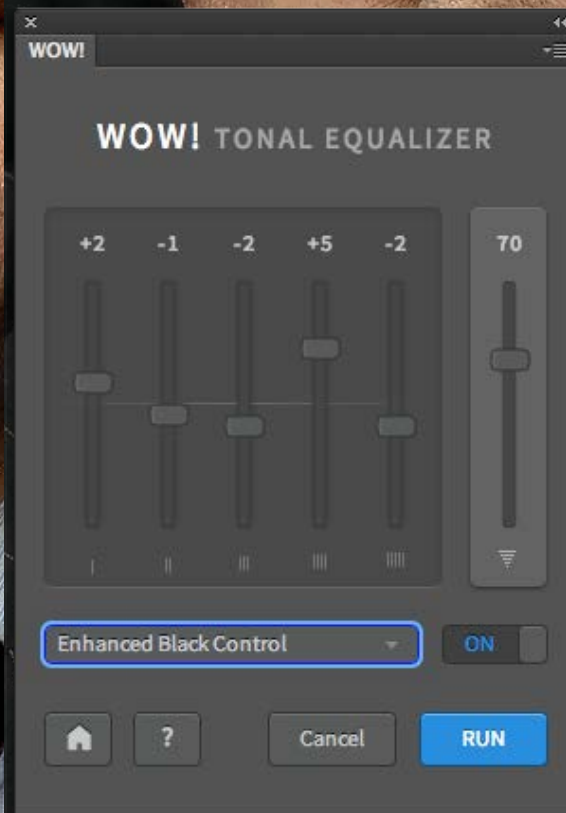 WOW!
WOW! TONAL EQUALIZER
+2 -1 -2 +5 -2 70
Enhanced Black Control ON
? Cancel RUN